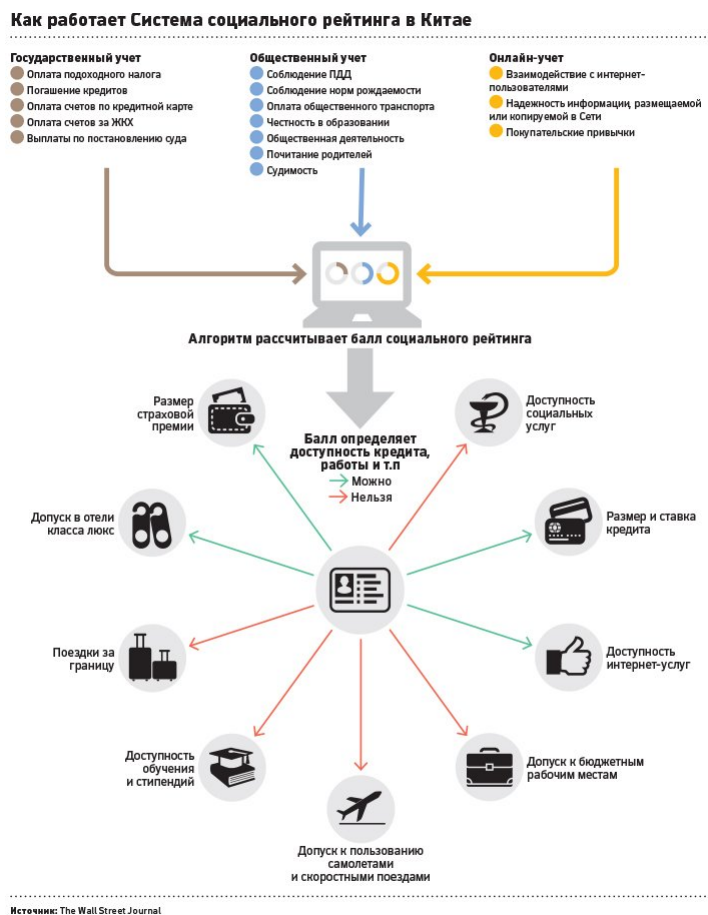 Как работает Система социального рейтинга в Китае
Государственный учет
Оплата подоходного налога
Погашение кредитов
Оплата счетов по кредитной карте
Оплата счетов за ЖКХ
Выплаты по постановлению суда
Общественный учет
Соблюдение ПДД
Соблюдение норм рождаемости
Оплата общественного транспорта
Честность в образовании
Общественная деятельность
Почитание родителей
Судимость
Онлайн-учет
Взаимодействие с интернет-
пользователями
Надежность информации, размещаемой
или копируемой в Сети
Покупательские привычки
Алгоритм рассчитывает балл социального рейтинга
Балл определяет
доступность кредита,
работы и т.п
Можно
Нельзя
Размер
страховой
премии
Доступность
социальных
услуг
Допуск в отели
класса люкс
Размер и ставка
кредита
Поездки за
границу
Доступность
интернет-услуг
Доступность
обучения
и стипендий
Допуск к бюджетным
рабочим местам
Допуск к пользованию
самолетами
и скоростными поездами
Источник: The Wall Street Journal